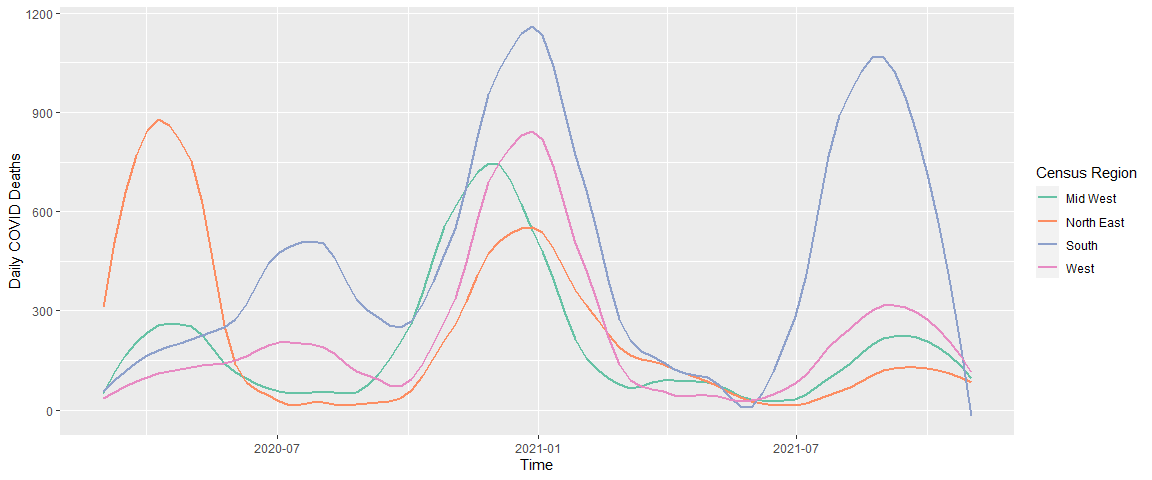 Daily COVID Deaths
1200
900
600
300
0
2020-07
2021-01
2021-07
Time
Census Region
Mid West
North East
South
West